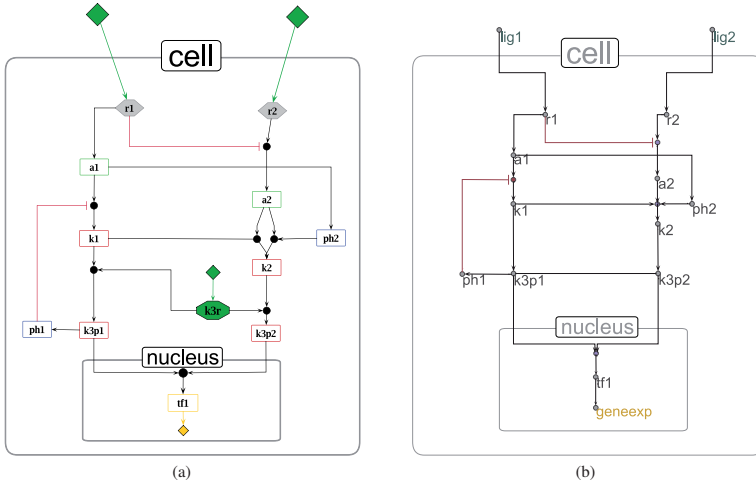 cell
r1
r2
a1
a2
k1
ph2
k2
k3r
ph1
k3p1
k3p2
nucleus
tf1
(a)
lig1
lig2
cell
r1
r2
a1
a2
k1
ph2
k2
ph1
k3p1
k3p2
nucleus
tf1
geneexp
(b)